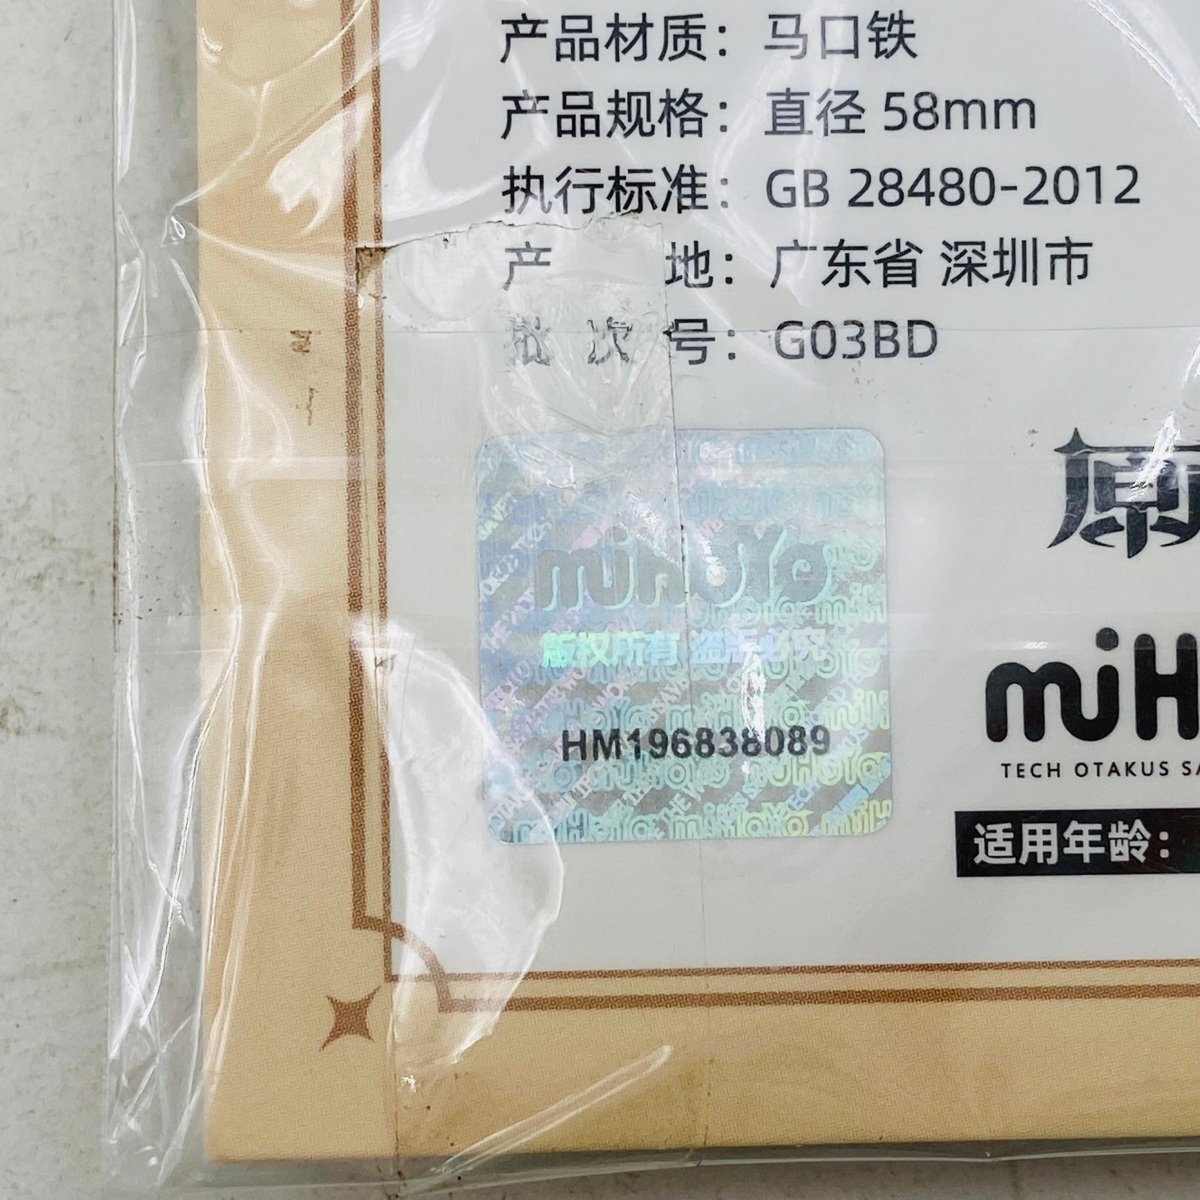 产品材质：马口铁
产品规格：直径 58mm
执行标准：GB 28480-2012
产 地：广东省 深圳市
批次号：G03BD
原
miHoYo
版权所有 盗版必究
HM196838089
miH
TECH OTAKUS SA
适用年龄：